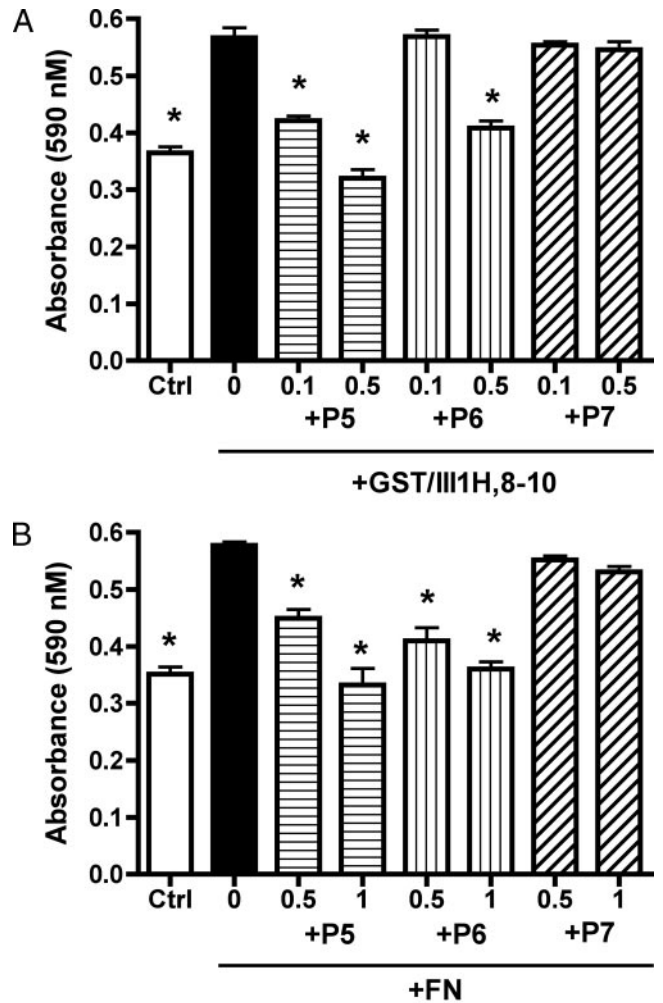 A
Absorbance (590 nM)
0.6
0.5
0.4
0.3
0.2
0.1
0.0
* * * *
Ctrl 0 0.1 0.5 0.1 0.5 0.1 0.5
+P5 +P6 +P7
+GST/III1H,8-10
B
Absorbance (590 nM)
0.6
0.5
0.4
0.3
0.2
0.1
0.0
* * * * *
Ctrl 0 0.5 1 0.5 1 0.5 1
+P5 +P6 +P7
+FN